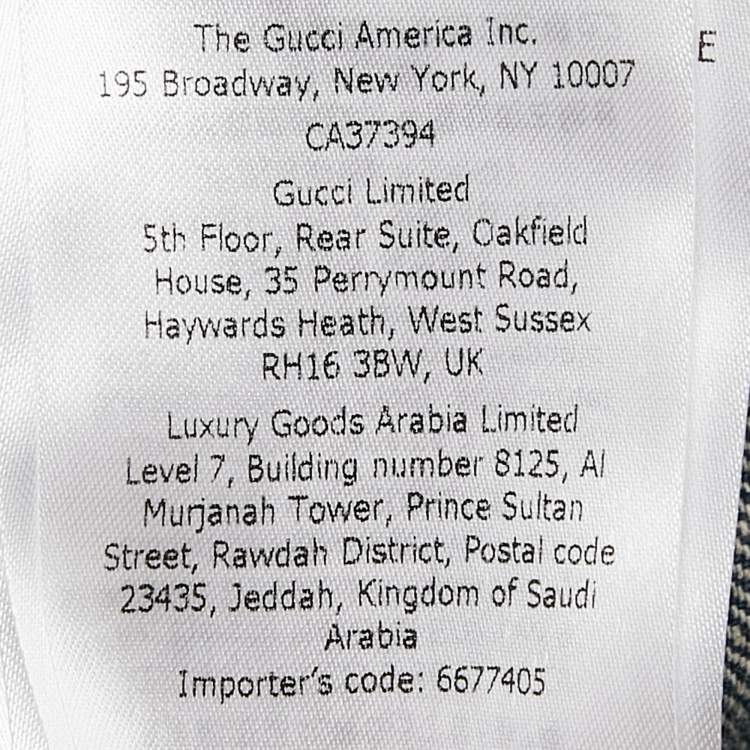 The Gucci America Inc.
195 Broadway, New York, NY 10007
CA37394
Gucci Limited
5th Floor, Rear Suite, Oakfield
House, 35 Perrymount Road,
Haywards Heath, West Sussex
RH16 3BW, UK
Luxury Goods Arabia Limited
Level 7, Building number 8125, Al
Murjanah Tower, Prince Sultan
Street, Rawdah District, Postal code
23435, Jeddah, Kingdom of Saudi
Arabia
Importer's code: 6677405
E